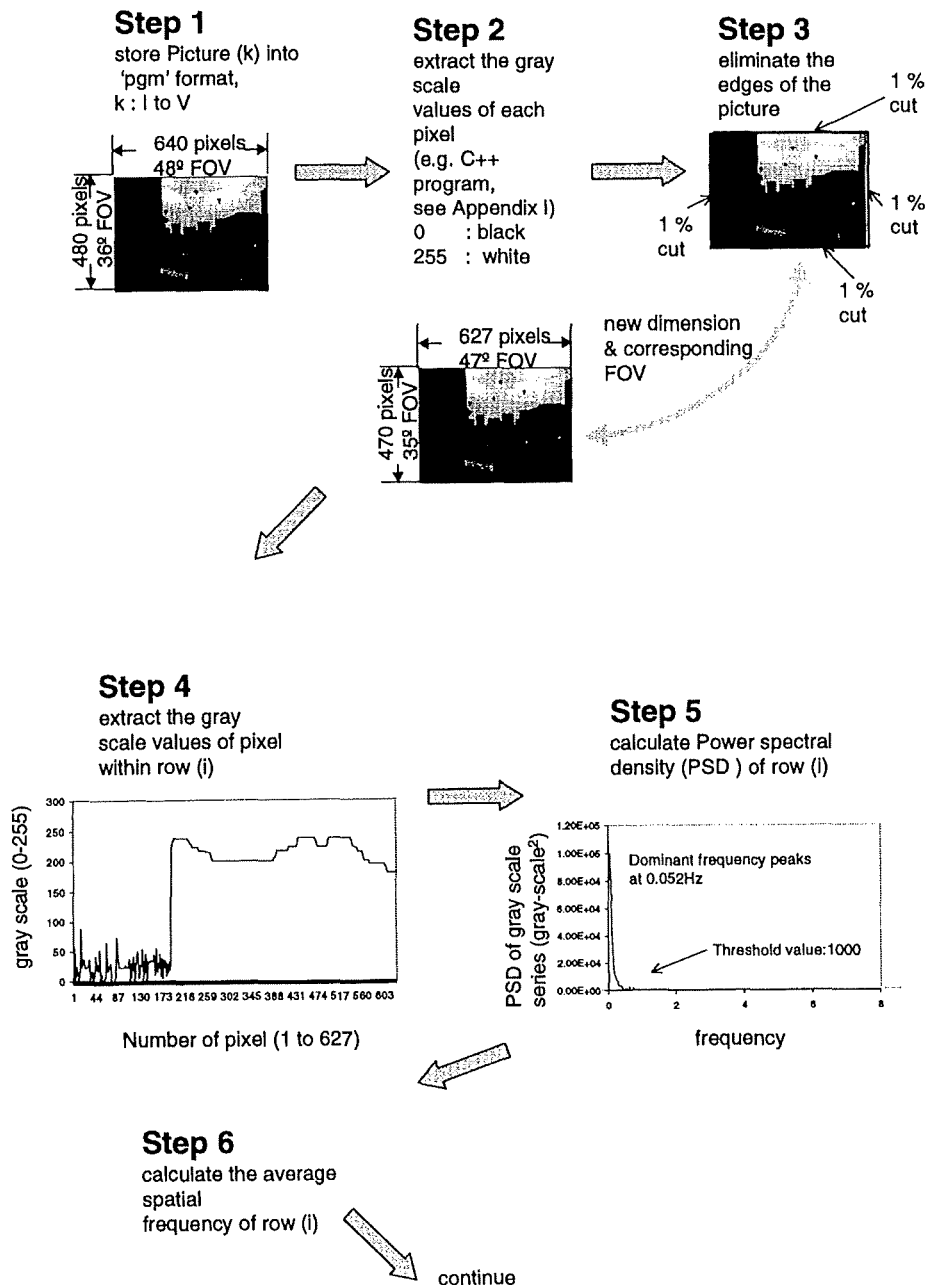 Step 1
store Picture (k) into
'pgm' format,
k : I to V
640 pixels
48º FOV
480 pixels
36º FOV
Step 2
extract the gray
scale
values of each
pixel
(e.g. C++
program,
see Appendix I)
0 : black
255 : white
Step 3
eliminate the
edges of the
picture
1 %
cut
1 %
cut
1 %
cut
1 %
cut
627 pixels
47º FOV
470 pixels
35º FOV
new dimension
& corresponding
FOV
Step 4
extract the gray
scale values of pixel
within row (i)
gray scale (0-255)
300
250
200
150
100
50
0
1 44 87 130 173 216 259 302 345 388 431 474 517 560 603
Number of pixel (1 to 627)
Step 5
calculate Power spectral
density (PSD ) of row (i)
PSD of gray scale
series (gray-scale²)
1.20E+05
1.00E+05
8.00E+04
6.00E+04
4.00E+04
2.00E+04
0.00E+00
Dominant frequency peaks
at 0.052Hz
Threshold value:1000
0 2 4 6 8
frequency
Step 6
calculate the average
spatial
frequency of row (i)
continue